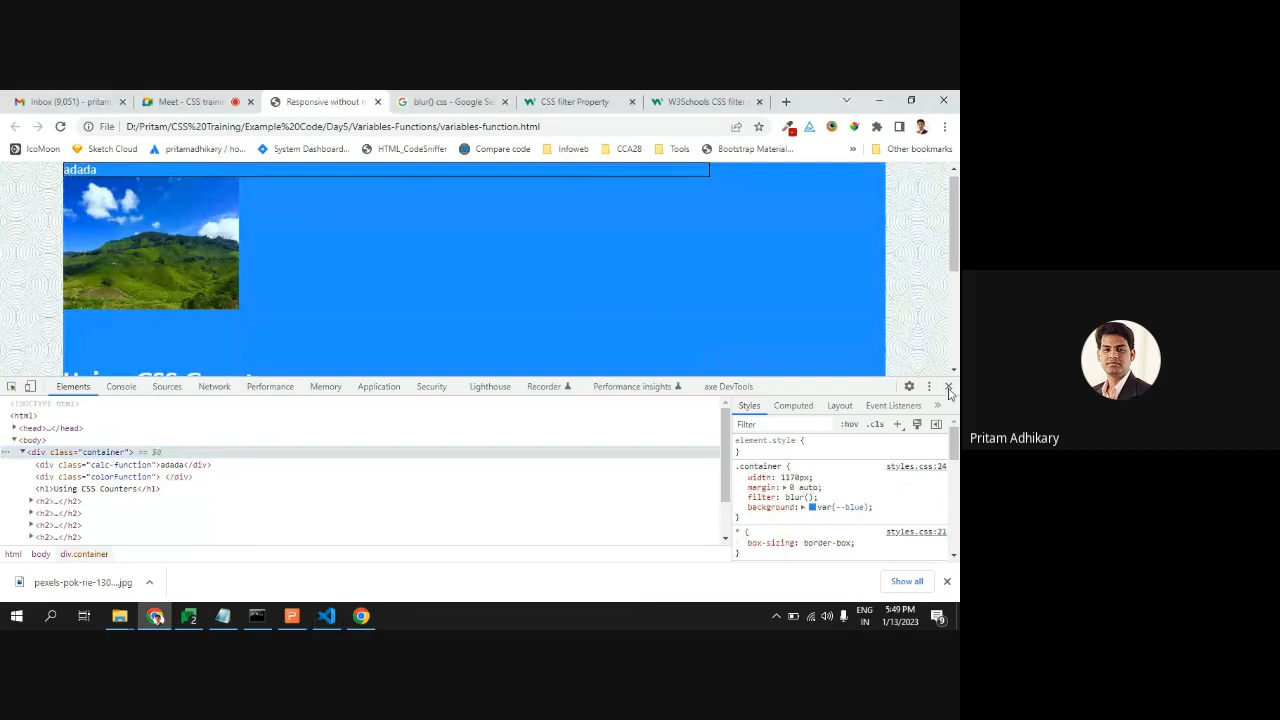 Inbox (9,051) - pritam
Meet - CSS traine
Responsive without m
blur() css - Google Se
CSS filter Property
W3Schools CSS filter
File
D:/Pritam/CSS%20Training/Example%20Code/Day5/Variables-Functions/variables-function.html
IcoMoon
Sketch Cloud
pritamadhikary / ho...
System Dashboard...
HTML_CodeSniffer
Compare code
Infoweb
CCA28
Tools
Bootstrap Material...
»
Other bookmarks
adada
Using CSS Counters
Elements
Console
Sources
Network
Performance
Memory
Application
Security
Lighthouse
Recorder
Performance insights
axe DevTools
<!DOCTYPE html>
<html>
<head>…</head>
<body>
<div class="container"> == $0
<div class="calc-function">adada</div>
<div class="colorFunction"> </div>
<h1>Using CSS Counters</h1>
<h2>…</h2>
<h2>…</h2>
<h2>…</h2>
<h2>…</h2>
html body div.container
Styles
Computed
Layout
Event Listeners
»
Filter
:hov
.cls
element.style {
}
.container {
styles.css:24
width: 1170px;
margin: 0 auto;
filter: blur();
background: var(--blue);
}
* {
styles.css:21
box-sizing: border-box;
}
pexels-pok-rie-130....jpg
Show all
ENG
IN
5:49 PM
1/13/2023
9
Pritam Adhikary